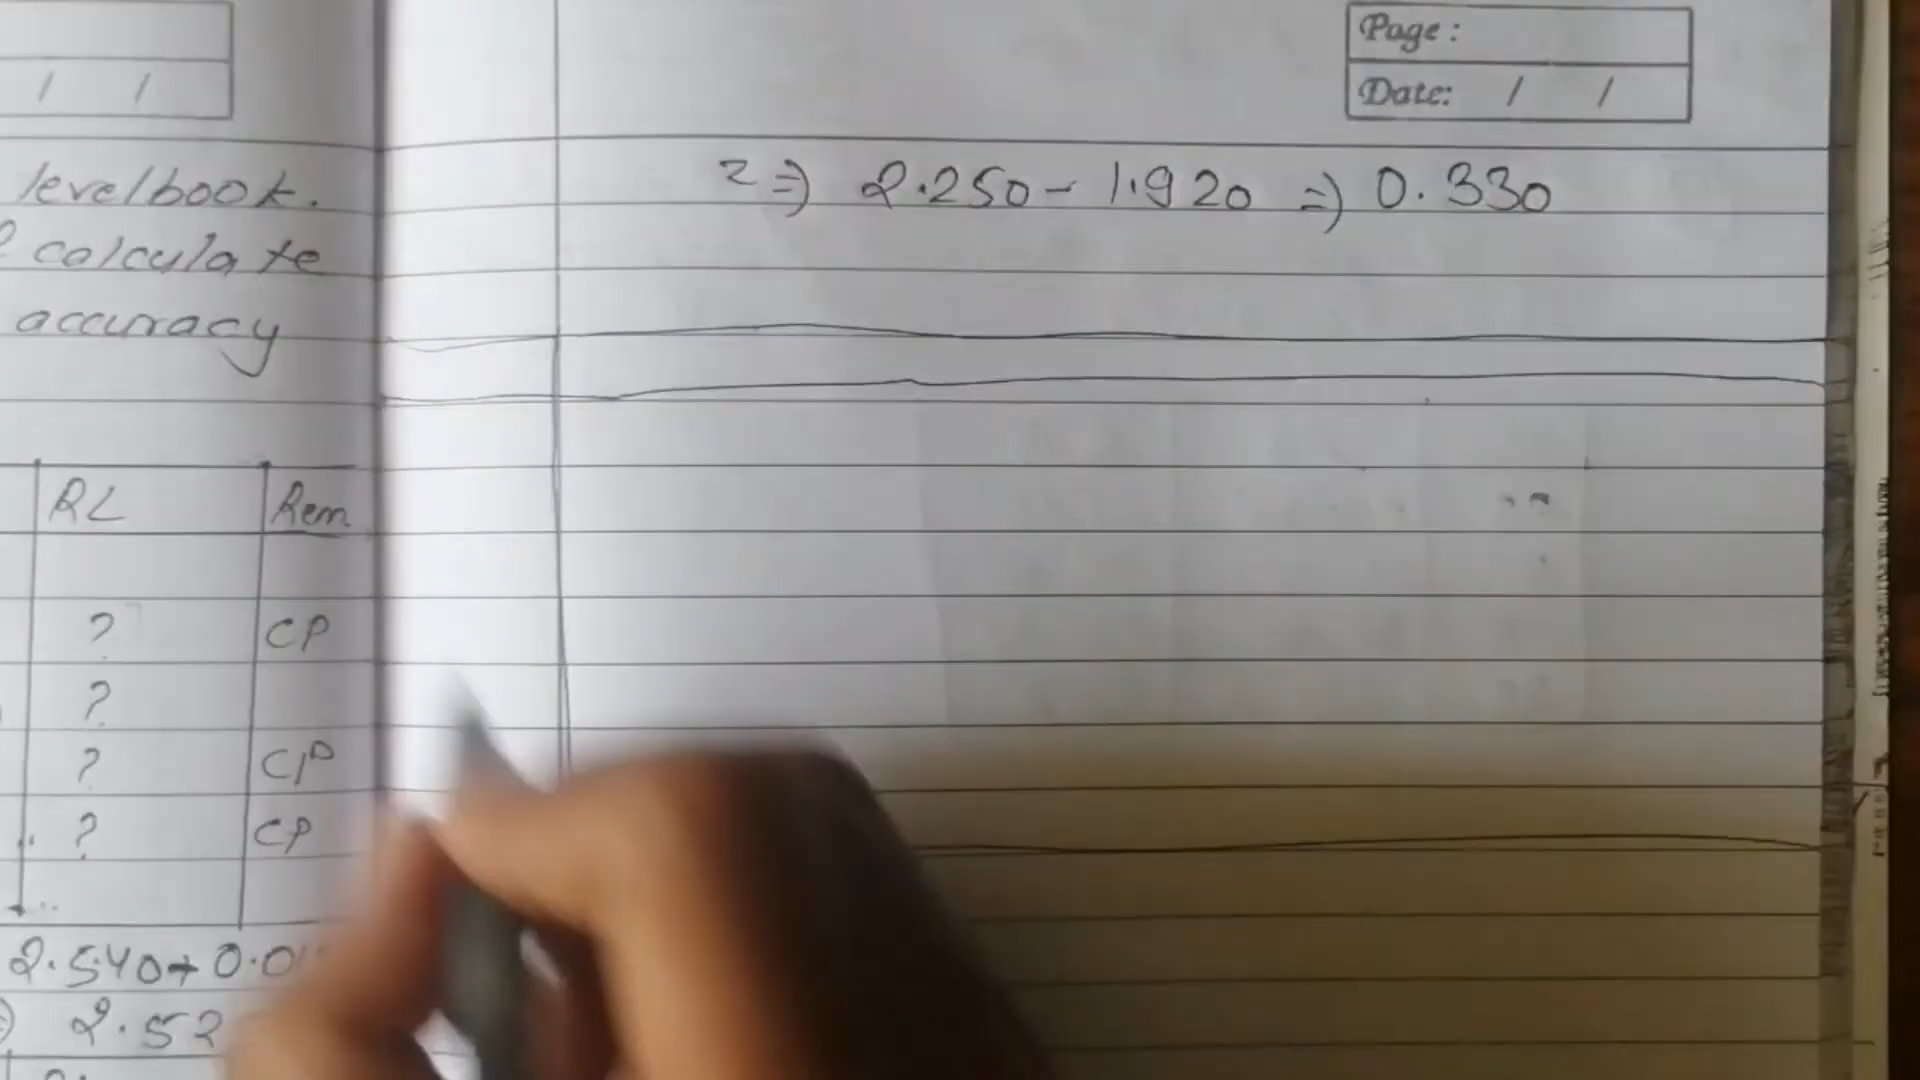 / /
levelbook.
calculate
accuracy
RL Rem.
? CP
?
? CP
? CP
2.540+0.0
2.52
Page :
Date: / /
z⇒ 2.250-1.920 ⇒ 0.330